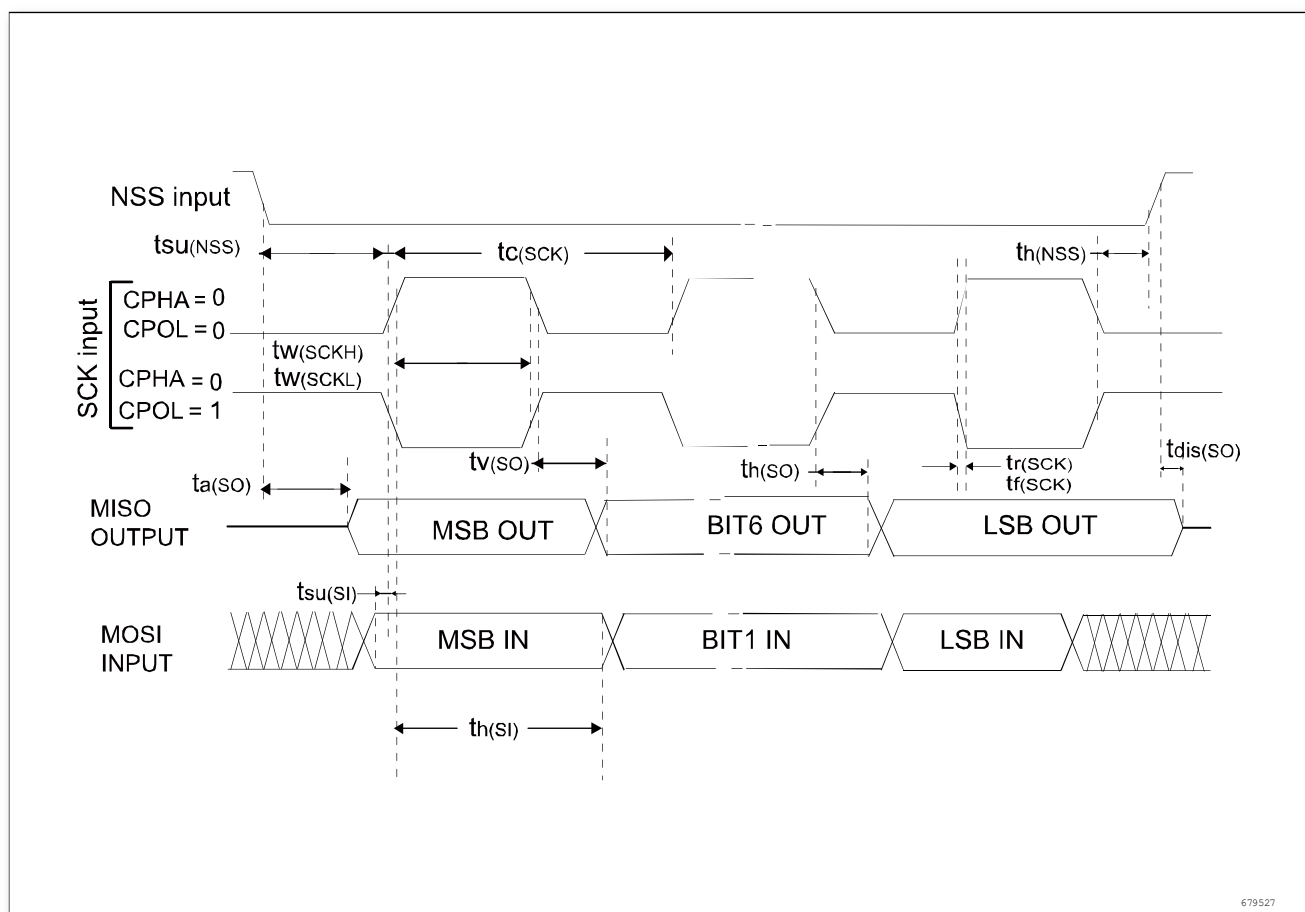 NSS input
tsu(NSS)
tc(SCK)
th(NSS)
SCK input
CPHA = 0
CPOL = 0
tw(SCKH)
tw(SCKL)
CPHA = 0
CPOL = 1
tv(SO)
th(SO)
tr(SCK)
tf(SCK)
tdis(SO)
ta(SO)
MISO
OUTPUT
MSB OUT
BIT6 OUT
LSB OUT
tsu(SI)
MOSI
INPUT
MSB IN
BIT1 IN
LSB IN
th(SI)
679527